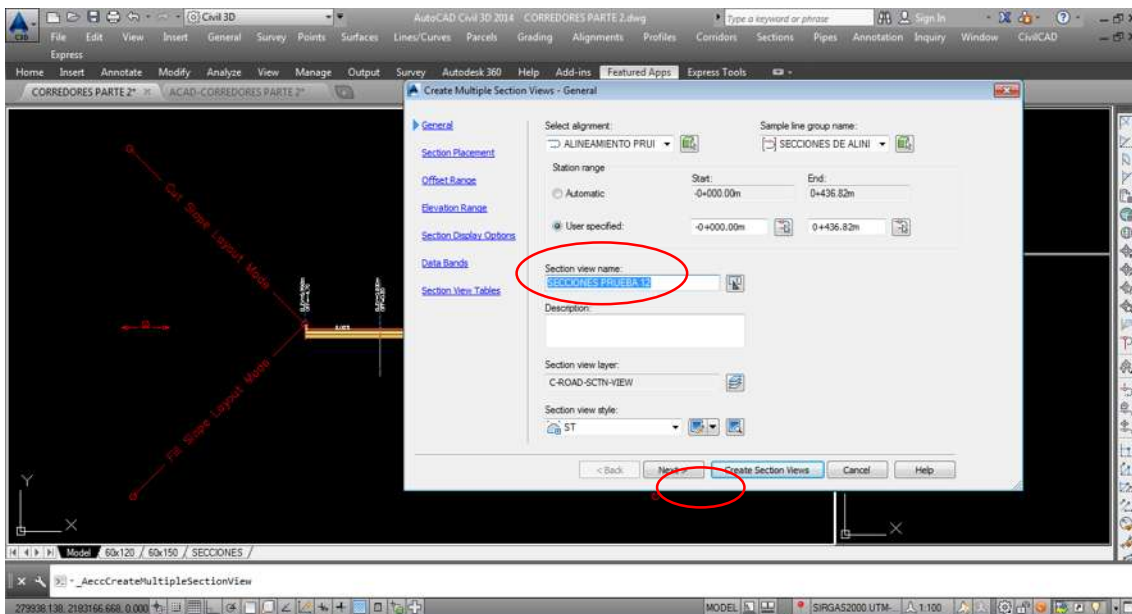 Civil 3D
AutoCAD Civil 3D 2014 CORREDORES PARTE 2.dwg
Type a keyword or phrase
Sign In
File Edit View Insert General Survey Points Surfaces Lines/Curves Parcels Grading Alignments Profiles Corridors Sections Pipes Annotation Inquiry Window CivilCAD
Express
Home Insert Annotate Modify Analyze View Manage Output Survey Autodesk 360 Help Add-ins Featured Apps Express Tools
CORREDORES PARTE 2* ACAD-CORREDORES PARTE 2*
Create Multiple Section Views - General
General
Section Placement
Offset Range
Elevation Range
Section Display Options
Data Bands
Section View Tables
Select alignment:
Sample line group name:
ALINEAMIENTO PRUI
SECCIONES DE ALINI
Station range
Start:
End:
Automatic
-0+000.00m
0+436.82m
User specified:
-0+000.00m
0+436.82m
Section view name:
SECCIONES PRUEBA 12
Description:
Section view layer:
C-ROAD-SCTN-VIEW
Section view style:
ST
< Back Next > Create Section Views Cancel Help
Cut Slope Layout Mode
Fill Slope Layout Mode
Y
X
X
Model 60x120 60x150 SECCIONES
_AeccCreateMultipleSectionView
279938.138, 2183166.668, 0.000
MODEL
SIRGAS2000.UTM-
1:100